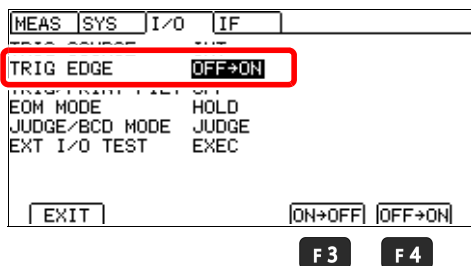 MEAS SYS I/O IF
TRIG EDGE OFF→ON
EOM MODE HOLD
JUDGE/BCD MODE JUDGE
EXT I/O TEST EXEC
EXIT ON→OFF OFF→ON
F3 F4